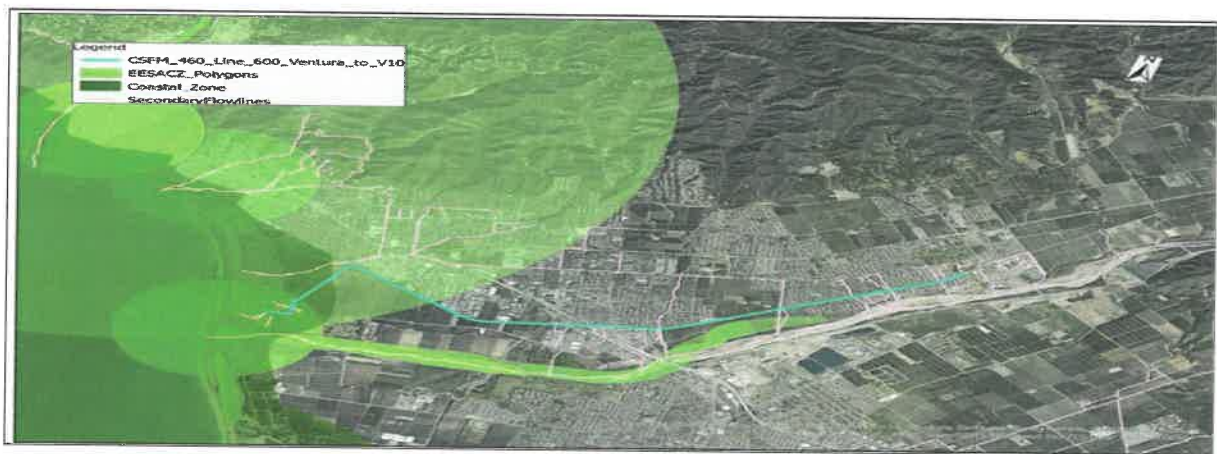 Legend
CSFM_460_Line_600_Ventura_to_V10
EESACZ_Polygons
Coastal_Zone
SecondaryFlowlines